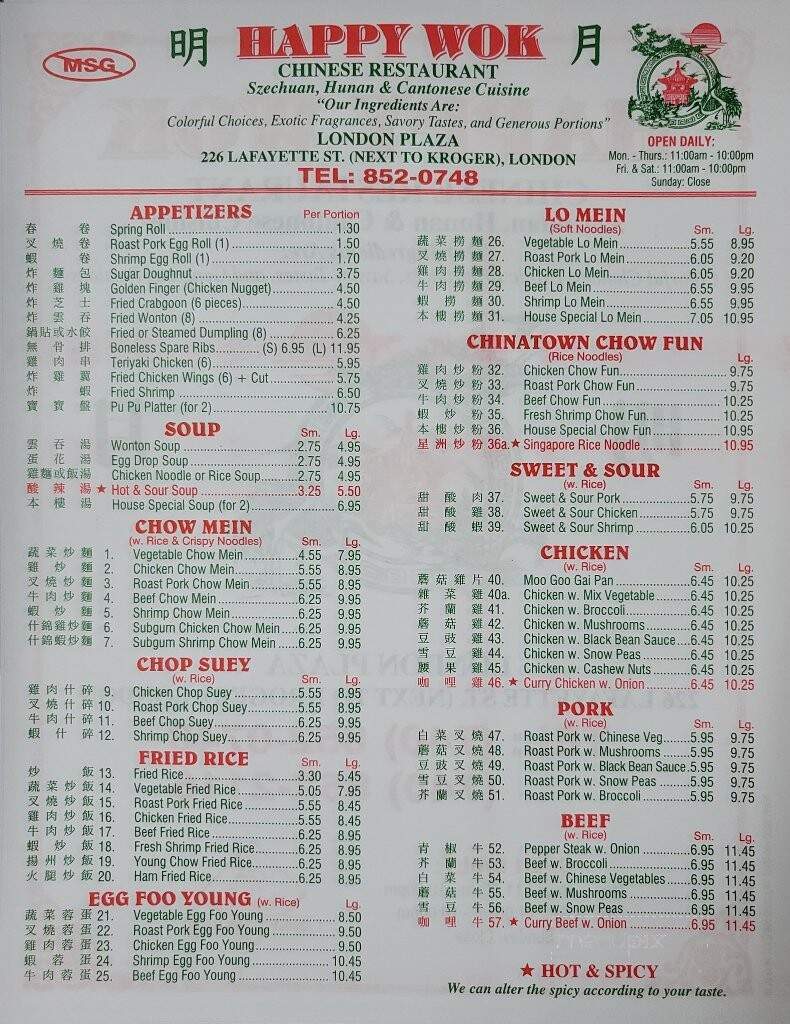 MSG
明 HAPPY WOK 月
CHINESE RESTAURANT
Szechuan, Hunan & Cantonese Cuisine
"Our Ingredients Are:
Colorful Choices, Exotic Fragrances, Savory Tastes, and Generous Portions"
LONDON PLAZA
226 LAFAYETTE ST. (NEXT TO KROGER), LONDON
TEL: 852-0748
OPEN DAILY:
Mon. - Thurs.: 11:00am - 10:00pm
Fri. & Sat.: 11:00am - 10:00pm
Sunday: Close
APPETIZERS Per Portion
春卷 Spring Roll 1.30
叉燒卷 Roast Pork Egg Roll (1) 1.50
蝦卷 Shrimp Egg Roll (1) 1.70
炸麵包 Sugar Doughnut 3.75
炸雞塊 Golden Finger (Chicken Nugget) 4.50
炸芝士 Fried Crabgoon (6 pieces) 4.50
炸雲吞 Fried Wonton (8) 4.25
鍋貼或水餃 Fried or Steamed Dumpling (8) 6.25
無骨排 Boneless Spare Ribs (S) 6.95 (L) 11.95
雞肉串 Teriyaki Chicken (6) 5.95
炸雞翼 Fried Chicken Wings (6) + Cut 5.75
炸蝦 Fried Shrimp 6.50
寶寶盤 Pu Pu Platter (for 2) 10.75
SOUP Sm. Lg.
雲吞湯 Wonton Soup 2.75 4.95
蛋花湯 Egg Drop Soup 2.75 4.95
雞麵或飯湯 Chicken Noodle or Rice Soup 2.75 4.95
酸辣湯 ★ Hot & Sour Soup 3.25 5.50
本樓湯 House Special Soup (for 2) 6.95
CHOW MEIN
(w. Rice & Crispy Noodles) Sm. Lg.
蔬菜炒麵 1. Vegetable Chow Mein 4.55 7.95
雞炒麵 2. Chicken Chow Mein 5.55 8.95
叉燒炒麵 3. Roast Pork Chow Mein 5.55 8.95
牛肉炒麵 4. Beef Chow Mein 6.25 9.95
蝦炒麵 5. Shrimp Chow Mein 6.25 9.95
什錦雞炒麵 6. Subgum Chicken Chow Mein 6.25 9.95
什錦蝦炒麵 7. Subgum Shrimp Chow Mein 6.25 9.95
CHOP SUEY
(w. Rice) Sm. Lg.
雞肉什碎 9. Chicken Chop Suey 5.55 8.95
叉燒什碎 10. Roast Pork Chop Suey 5.55 8.95
牛肉什碎 11. Beef Chop Suey 6.25 9.95
蝦什碎 12. Shrimp Chop Suey 6.25 9.95
FRIED RICE Sm. Lg.
炒飯 13. Fried Rice 3.30 5.45
蔬菜炒飯 14. Vegetable Fried Rice 5.05 7.95
叉燒炒飯 15. Roast Pork Fried Rice 5.55 8.45
雞肉炒飯 16. Chicken Fried Rice 5.55 8.45
牛肉炒飯 17. Beef Fried Rice 6.25 8.95
蝦炒飯 18. Fresh Shrimp Fried Rice 6.25 8.95
揚州炒飯 19. Young Chow Fried Rice 6.25 8.95
火腿炒飯 20. Ham Fried Rice 6.25 8.95
EGG FOO YOUNG (w. Rice) Lg.
蔬菜蓉蛋 21. Vegetable Egg Foo Young 8.50
叉燒蓉蛋 22. Roast Pork Egg Foo Young 9.50
雞肉蓉蛋 23. Chicken Egg Foo Young 9.50
蝦蓉蛋 24. Shrimp Egg Foo Young 10.45
牛肉蓉蛋 25. Beef Egg Foo Young 10.45
LO MEIN
(Soft Noodles) Sm. Lg.
蔬菜撈麵 26. Vegetable Lo Mein 5.55 8.95
叉燒撈麵 27. Roast Pork Lo Mein 6.05 9.20
雞肉撈麵 28. Chicken Lo Mein 6.05 9.20
牛肉撈麵 29. Beef Lo Mein 6.55 9.95
蝦撈麵 30. Shrimp Lo Mein 6.55 9.95
本樓撈麵 31. House Special Lo Mein 7.05 10.95
CHINATOWN CHOW FUN
(Rice Noodles) Lg.
雞肉炒粉 32. Chicken Chow Fun 9.75
叉燒炒粉 33. Roast Pork Chow Fun 9.75
牛肉炒粉 34. Beef Chow Fun 10.25
蝦炒粉 35. Fresh Shrimp Chow Fun 10.25
本樓炒粉 36. House Special Chow Fun 10.95
星洲炒粉 36a. ★ Singapore Rice Noodle 10.95
SWEET & SOUR
(w. Rice) Sm. Lg.
甜酸肉 37. Sweet & Sour Pork 5.75 9.75
甜酸雞 38. Sweet & Sour Chicken 5.75 9.75
甜酸蝦 39. Sweet & Sour Shrimp 6.05 10.25
CHICKEN
(w. Rice) Sm. Lg.
蘑菇雞片 40. Moo Goo Gai Pan 6.45 10.25
雜菜雞 40a. Chicken w. Mix Vegetable 6.45 10.25
芥蘭雞 41. Chicken w. Broccoli 6.45 10.25
蘑菇雞 42. Chicken w. Mushrooms 6.45 10.25
豆豉雞 43. Chicken w. Black Bean Sauce 6.45 10.25
雪豆雞 44. Chicken w. Snow Peas 6.45 10.25
腰果雞 45. Chicken w. Cashew Nuts 6.45 10.25
咖哩雞 46. ★ Curry Chicken w. Onion 6.45 10.25
PORK
(w. Rice) Sm. Lg.
白菜叉燒 47. Roast Pork w. Chinese Veg. 5.95 9.75
蘑菇叉燒 48. Roast Pork w. Mushrooms 5.95 9.75
豆豉叉燒 49. Roast Pork w. Black Bean Sauce 5.95 9.75
雪豆叉燒 50. Roast Pork w. Snow Peas 5.95 9.75
芥蘭叉燒 51. Roast Pork w. Broccoli 5.95 9.75
BEEF
(w. Rice) Sm. Lg.
青椒牛 52. Pepper Steak w. Onion 6.95 11.45
芥蘭牛 53. Beef w. Broccoli 6.95 11.45
白菜牛 54. Beef w. Chinese Vegetables 6.95 11.45
蘑菇牛 55. Beef w. Mushrooms 6.95 11.45
雪豆牛 56. Beef w. Snow Peas 6.95 11.45
咖哩牛 57. ★ Curry Beef w. Onion 6.95 11.45
★ HOT & SPICY
We can alter the spicy according to your taste.